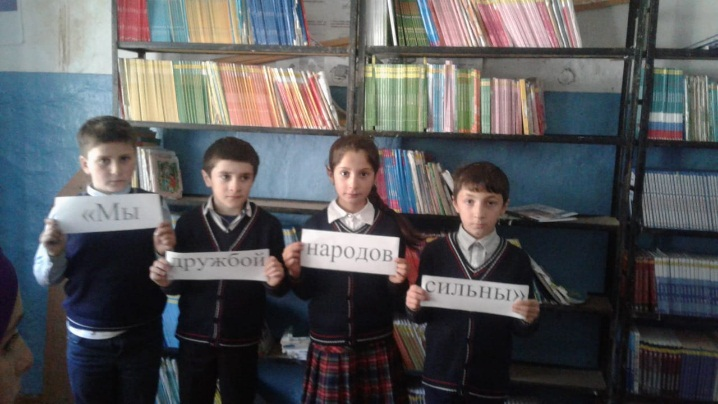 «Мы
дружбой
народов
сильны»